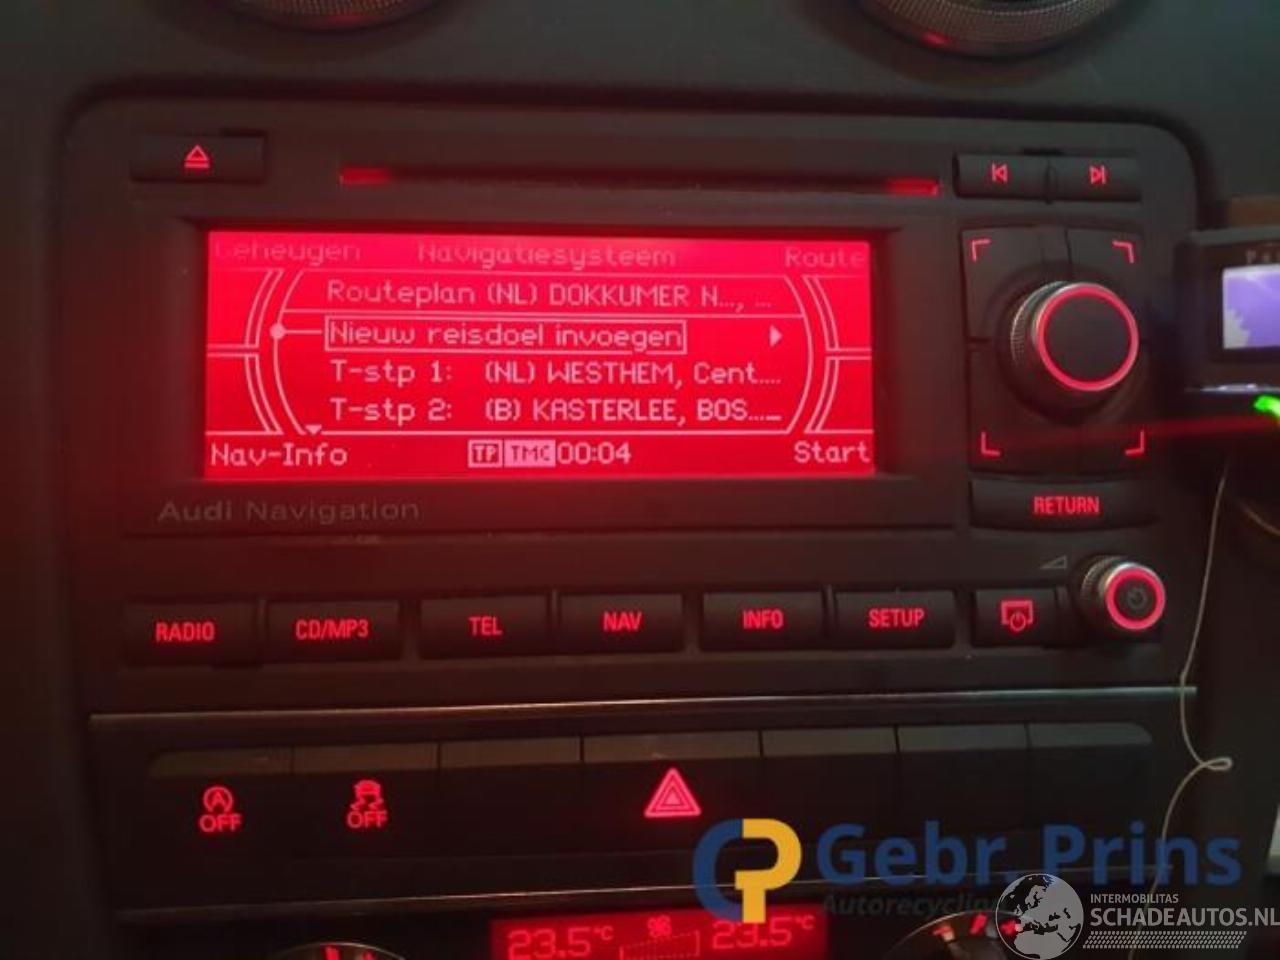 Geheugen Navigatiesysteem Route
Routeplan (NL) DOKKUMER N..., ...
Nieuw reisdoel invoegen
T-stp 1: (NL) WESTHEM, Cent....
T-stp 2: (B) KASTERLEE, BOS...
Nav-Info TP TMC 00:04 Start
Audi Navigation
RETURN
RADIO CD/MP3 TEL NAV INFO SETUP
A OFF OFF
Gebr. Prins
Autorecycling
INTERMOBILITAS
SCHADEAUTOS.NL
23.5°C 23.5°C